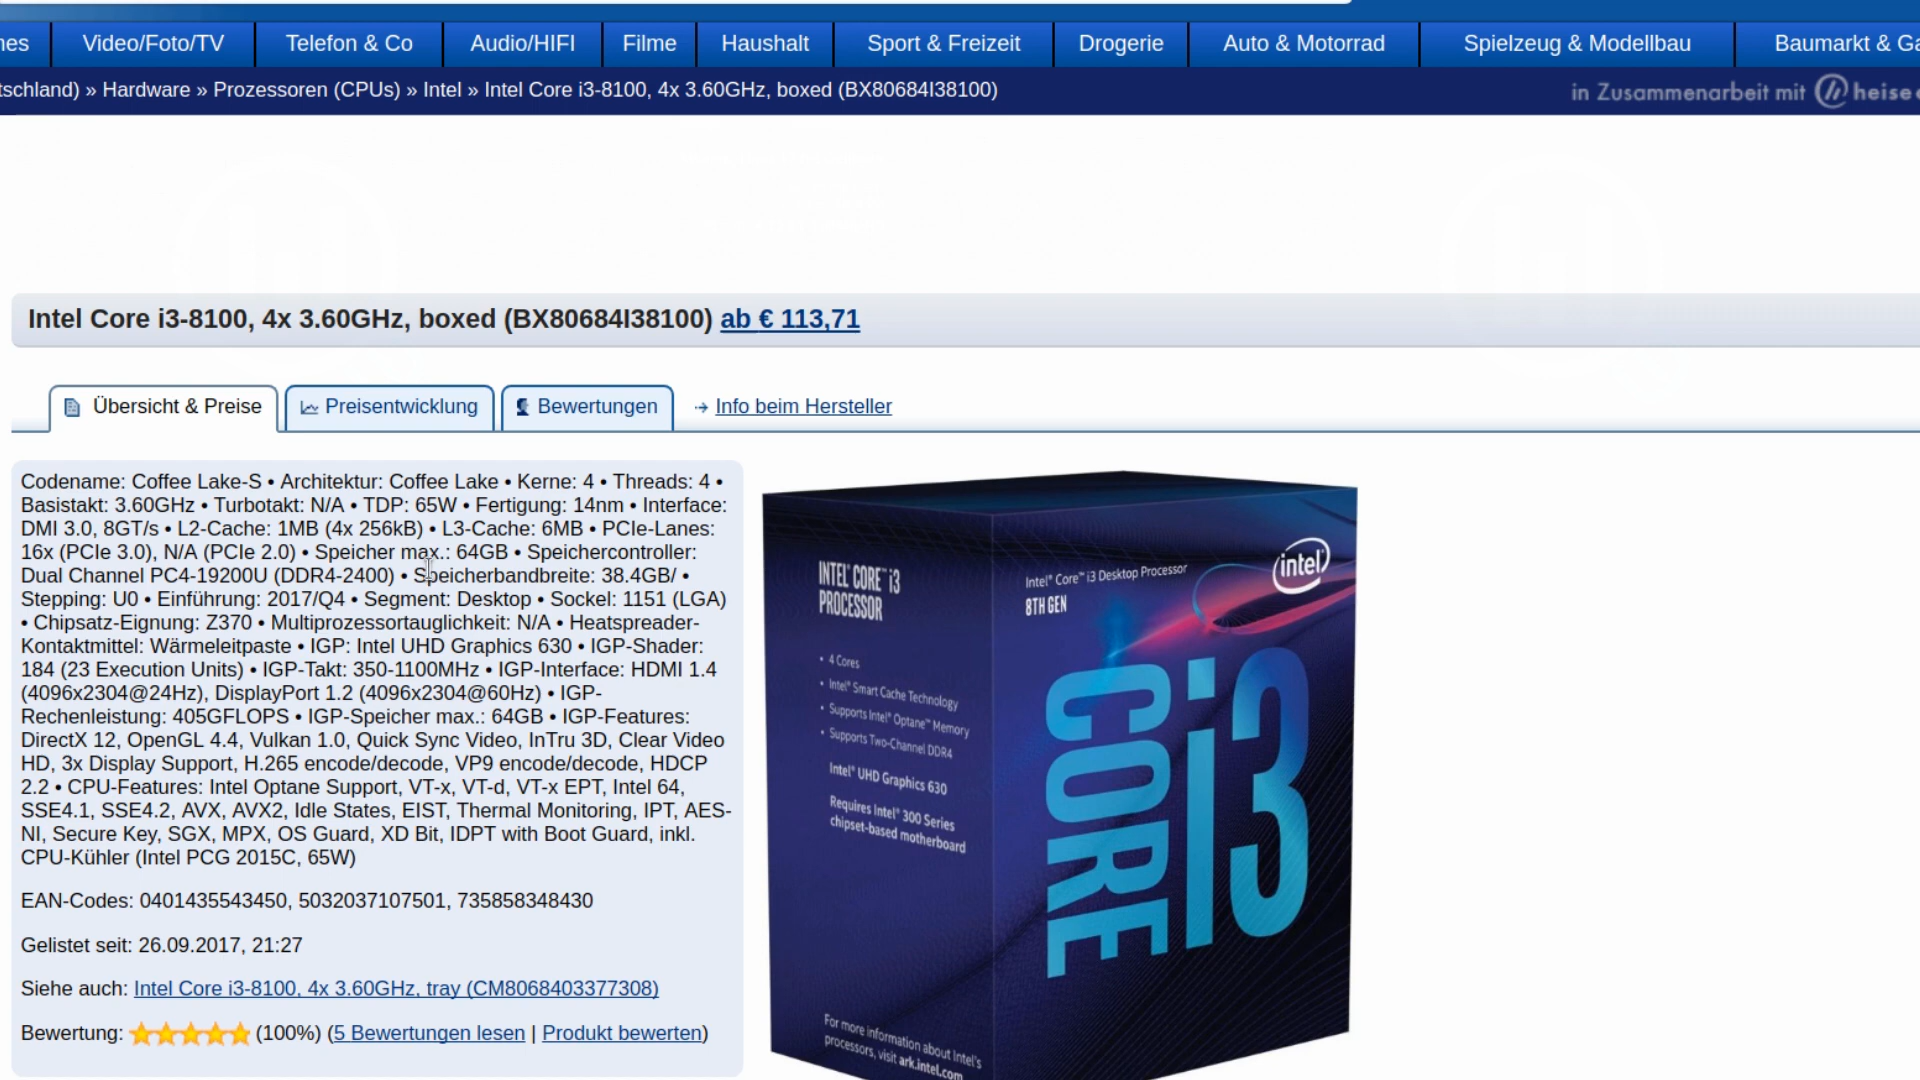 Video/Foto/TV Telefon & Co Audio/HIFI Filme Haushalt Sport & Freizeit Drogerie Auto & Motorrad Spielzeug & Modellbau Baumarkt &
» Hardware » Prozessoren (CPUs) » Intel » Intel Core i3-8100, 4x 3.60GHz, boxed (BX80684I38100)
in Zusammenarbeit mit heise
Intel Core i3-8100, 4x 3.60GHz, boxed (BX80684I38100) ab € 113,71
Übersicht & Preise Preisentwicklung Bewertungen Info beim Hersteller
Codename: Coffee Lake-S • Architektur: Coffee Lake • Kerne: 4 • Threads: 4 •
Basistakt: 3.60GHz • Turbotakt: N/A • TDP: 65W • Fertigung: 14nm • Interface:
DMI 3.0, 8GT/s • L2-Cache: 1MB (4x 256kB) • L3-Cache: 6MB • PCIe-Lanes:
16x (PCIe 3.0), N/A (PCIe 2.0) • Speicher max.: 64GB • Speichercontroller:
Dual Channel PC4-19200U (DDR4-2400) • Speicherbandbreite: 38.4GB/ •
Stepping: U0 • Einführung: 2017/Q4 • Segment: Desktop • Sockel: 1151 (LGA)
• Chipsatz-Eignung: Z370 • Multiprozessortauglichkeit: N/A • Heatspreader-
Kontaktmittel: Wärmeleitpaste • IGP: Intel UHD Graphics 630 • IGP-Shader:
184 (23 Execution Units) • IGP-Takt: 350-1100MHz • IGP-Interface: HDMI 1.4
(4096x2304@24Hz), DisplayPort 1.2 (4096x2304@60Hz) • IGP-
Rechenleistung: 405GFLOPS • IGP-Speicher max.: 64GB • IGP-Features:
DirectX 12, OpenGL 4.4, Vulkan 1.0, Quick Sync Video, InTru 3D, Clear Video
HD, 3x Display Support, H.265 encode/decode, VP9 encode/decode, HDCP
2.2 • CPU-Features: Intel Optane Support, VT-x, VT-d, VT-x EPT, Intel 64,
SSE4.1, SSE4.2, AVX, AVX2, Idle States, EIST, Thermal Monitoring, IPT, AES-
NI, Secure Key, SGX, MPX, OS Guard, XD Bit, IDPT with Boot Guard, inkl.
CPU-Kühler (Intel PCG 2015C, 65W)
EAN-Codes: 0401435543450, 5032037107501, 735858348430
Gelistet seit: 26.09.2017, 21:27
Siehe auch: Intel Core i3-8100, 4x 3.60GHz, tray (CM8068403377308)
Bewertung: (100%) (5 Bewertungen lesen | Produkt bewerten)
INTEL® CORE™ i3
PROCESSOR
• 4 Cores
• Intel® Smart Cache Technology
• Supports Intel® Optane™ Memory
• Supports Two-Channel DDR4
Intel® UHD Graphics 630
Requires Intel® 300 Series
chipset-based motherboard
For more information about Intel's
processors, visit ark.intel.com
Intel® Core™ i3 Desktop Processor
8TH GEN
intel
CORE i3